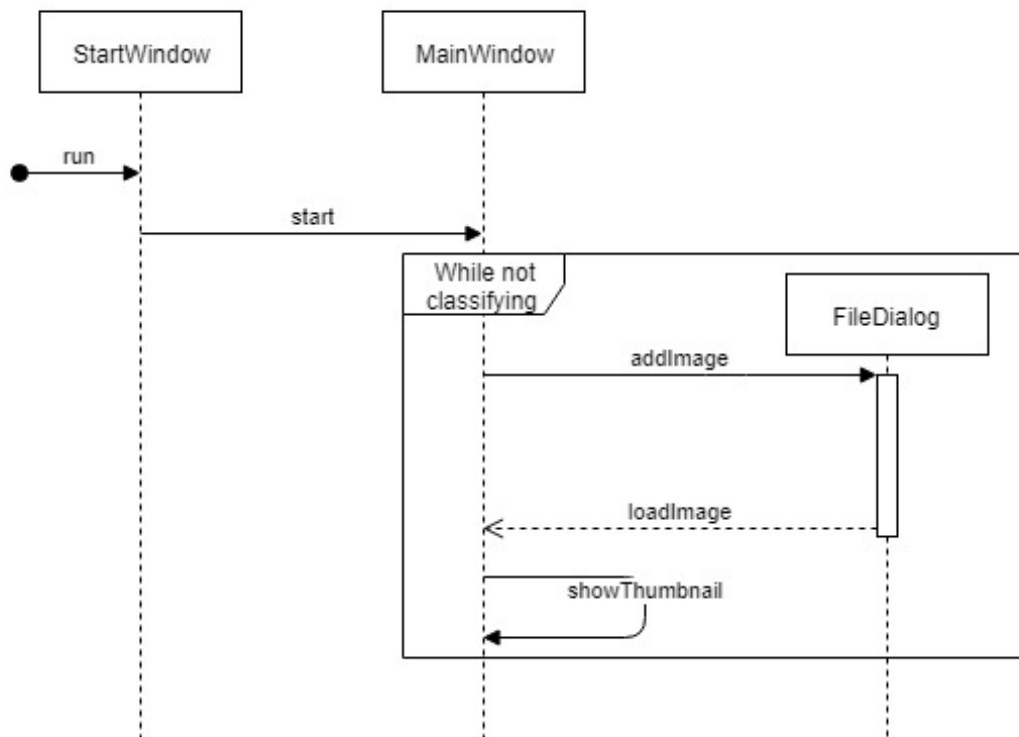 StartWindow
MainWindow
run
start
While not
classifying
FileDialog
addImage
loadImage
showThumbnail